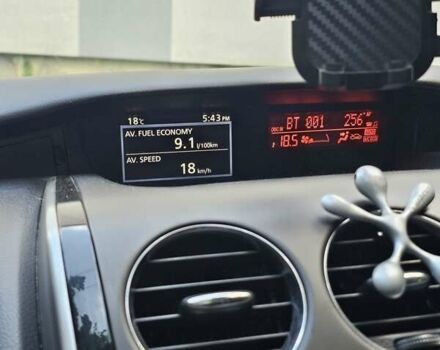 18°C 5:43 PM
AV. FUEL ECONOMY
9.1 l/100km
AV. SPEED
18 km/h
BT 001 256
18.5